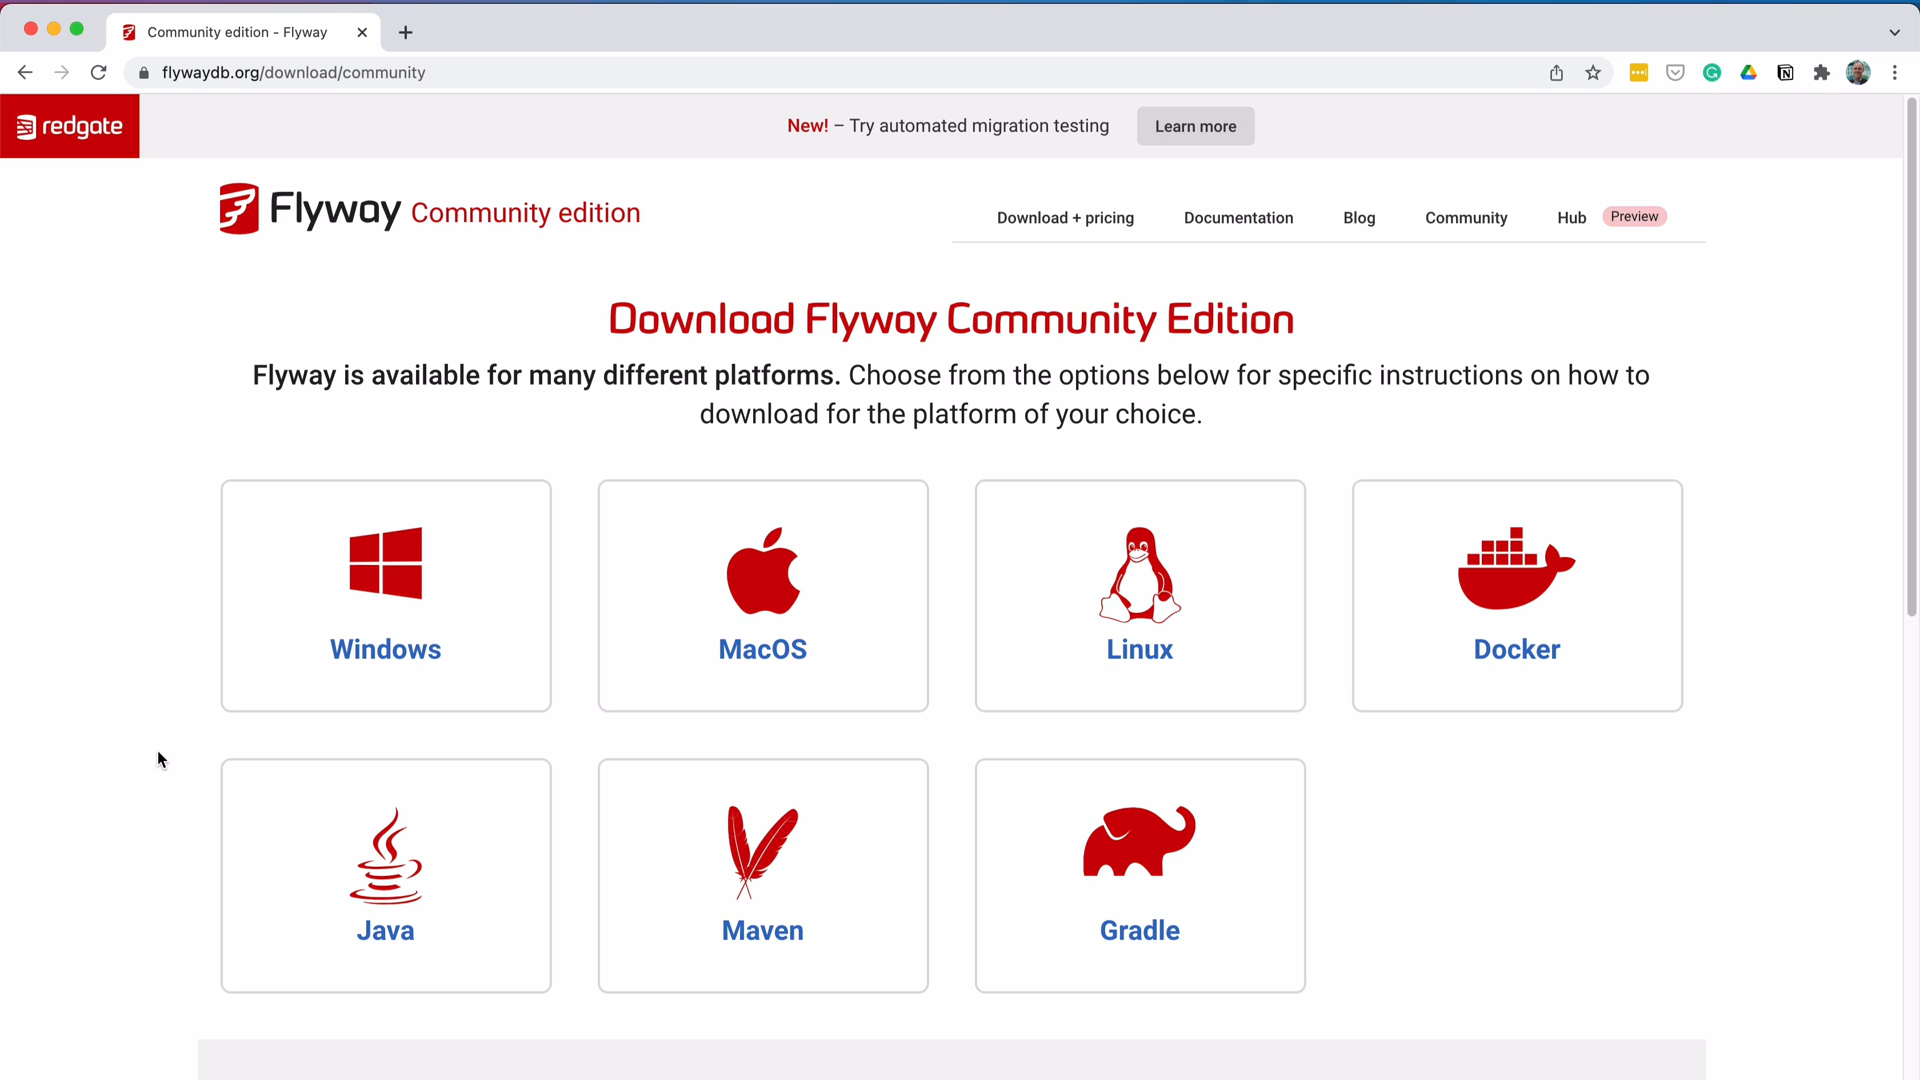 Community edition - Flyway
flywaydb.org/download/community
redgate
New! – Try automated migration testing
Learn more
Flyway Community edition
Download + pricing
Documentation
Blog
Community
Hub
Preview
Download Flyway Community Edition
Flyway is available for many different platforms. Choose from the options below for specific instructions on how to
download for the platform of your choice.
Windows
MacOS
Linux
Docker
Java
Maven
Gradle